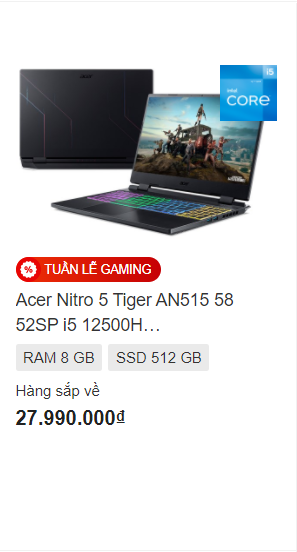 i5
intel
CORE
TUẦN LỄ GAMING
Acer Nitro 5 Tiger AN515 58
52SP i5 12500H...
RAM 8 GB
SSD 512 GB
Hàng sắp về
27.990.000₫